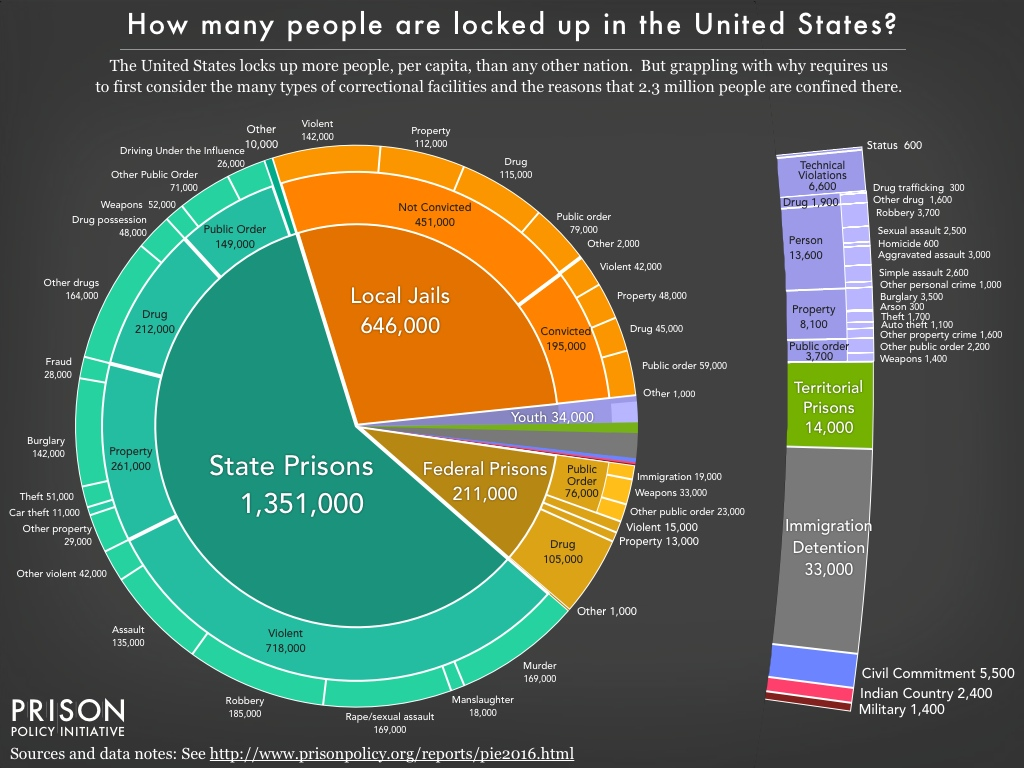 How many people are locked up in the United States?
The United States locks up more people, per capita, than any other nation.  But grappling with why requires us
to first consider the many types of correctional facilities and the reasons that 2.3 million people are confined there.
Other
10,000
Violent
142,000
Property
112,000
Drug
115,000
Public order
79,000
Other 2,000
Violent 42,000
Property 48,000
Drug 45,000
Public order 59,000
Other 1,000
Not Convicted
451,000
Convicted
195,000
Local Jails
646,000
Youth 34,000
Driving Under the Influence
26,000
Other Public Order
71,000
Weapons 52,000
Drug possession
48,000
Other drugs
164,000
Fraud
28,000
Burglary
142,000
Theft 51,000
Car theft 11,000
Other property
29,000
Other violent 42,000
Assault
135,000
Robbery
185,000
Rape/sexual assault
169,000
Manslaughter
18,000
Murder
169,000
Public Order
149,000
Drug
212,000
Property
261,000
Violent
718,000
State Prisons
1,351,000
Federal Prisons
211,000
Public
Order
76,000
Drug
105,000
Immigration 19,000
Weapons 33,000
Other public order 23,000
Violent 15,000
Property 13,000
Other 1,000
Status  600
Technical
Violations
6,600
Drug 1,900
Person
13,600
Property
8,100
Public order
3,700
Drug trafficking  300
Other drug  1,600
Robbery 3,700
Sexual assault 2,500
Homicide 600
Aggravated assault 3,000
Simple assault 2,600
Other personal crime 1,000
Burglary 3,500
Arson 300
Theft 1,700
Auto theft 1,100
Other property crime 1,600
Other public order 2,200
Weapons 1,400
Territorial
Prisons
14,000
Immigration
Detention
33,000
Civil Commitment 5,500
Indian Country 2,400
Military 1,400
PRISON
POLICY INITIATIVE
Sources and data notes: See http://www.prisonpolicy.org/reports/pie2016.html